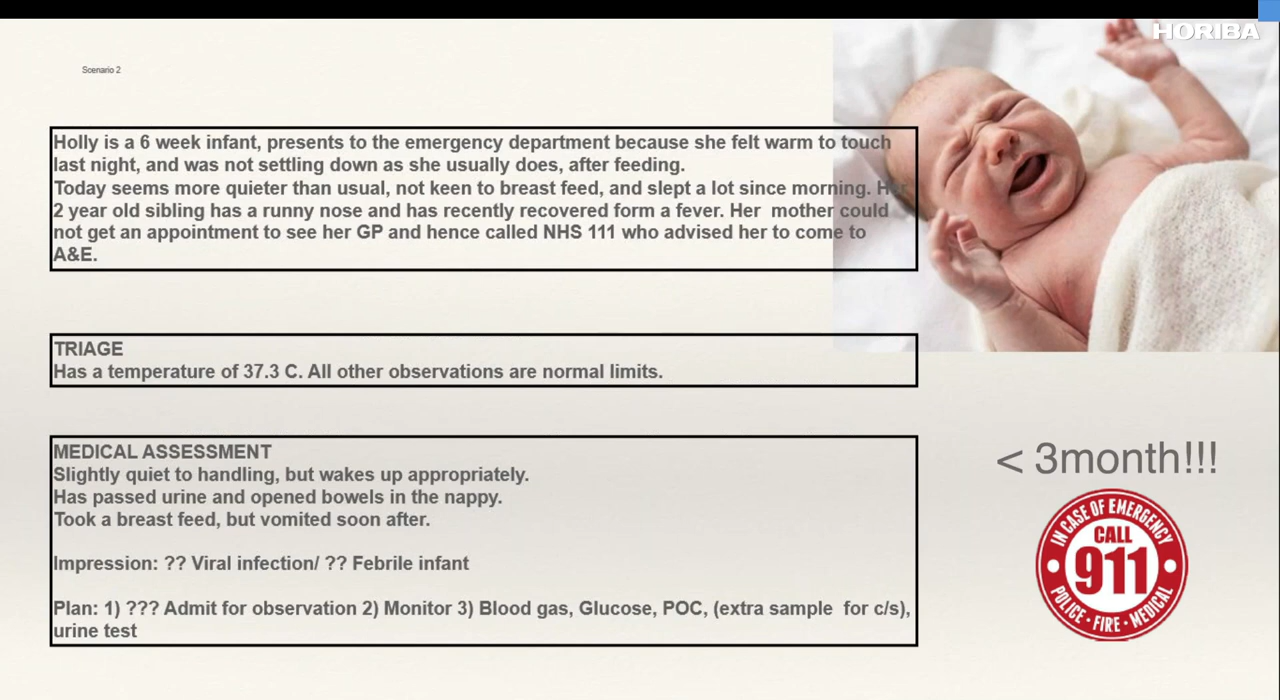 HORIBA
Scenario 2
Holly is a 6 week infant, presents to the emergency department because she felt warm to touch
last night, and was not settling down as she usually does, after feeding.
Today seems more quieter than usual, not keen to breast feed, and slept a lot since morning. Her
2 year old sibling has a runny nose and has recently recovered form a fever. Her  mother could
not get an appointment to see her GP and hence called NHS 111 who advised her to come to
A&E.
TRIAGE
Has a temperature of 37.3 C. All other observations are normal limits.
MEDICAL ASSESSMENT
Slightly quiet to handling, but wakes up appropriately.
Has passed urine and opened bowels in the nappy.
Took a breast feed, but vomited soon after.
Impression: ?? Viral infection/ ?? Febrile infant
Plan: 1) ??? Admit for observation 2) Monitor 3) Blood gas, Glucose, POC, (extra sample  for c/s),
urine test
< 3month!!!
IN CASE OF EMERGENCY
CALL
911
POLICE - FIRE - MEDICAL